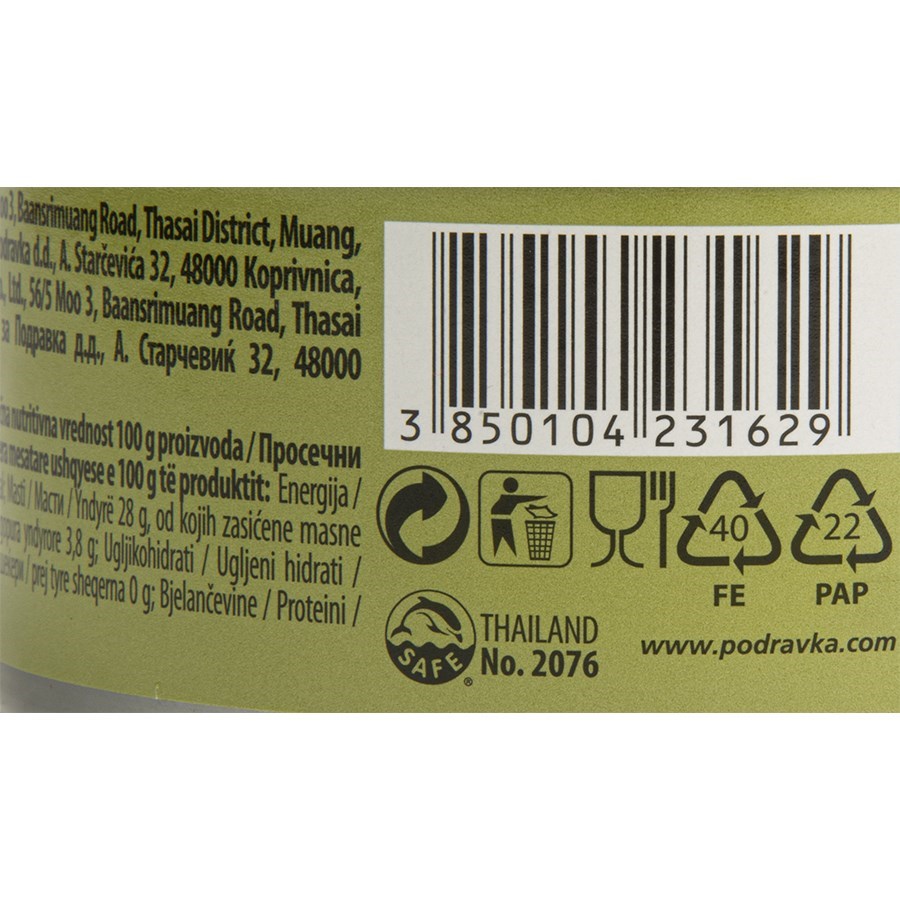 Baansrimuang Road, Thasai District, Muang,
d.d., A. Starčevića 32, 48000 Koprivnica,
Ltd., 56/5 Moo 3, Baansrimuang Road, Thasai
за Подравка д.д., А. Старчевиќ 32, 48000
nutritivna vrednost 100 g proizvoda / Просечни
mesatare ushqyese e 100 g të produktit: Energija /
Masti / Масти / Yndyrë 28 g, od kojih zasićene masne
yndyrore 3,8 g; Ugljikohidrati / Ugljeni hidrati /
/ prej tyre sheqerna 0 g; Bjelančevine / Proteini /
3 850104 231629
40
FE
22
PAP
SAFE
®
THAILAND
No. 2076
www.podravka.com